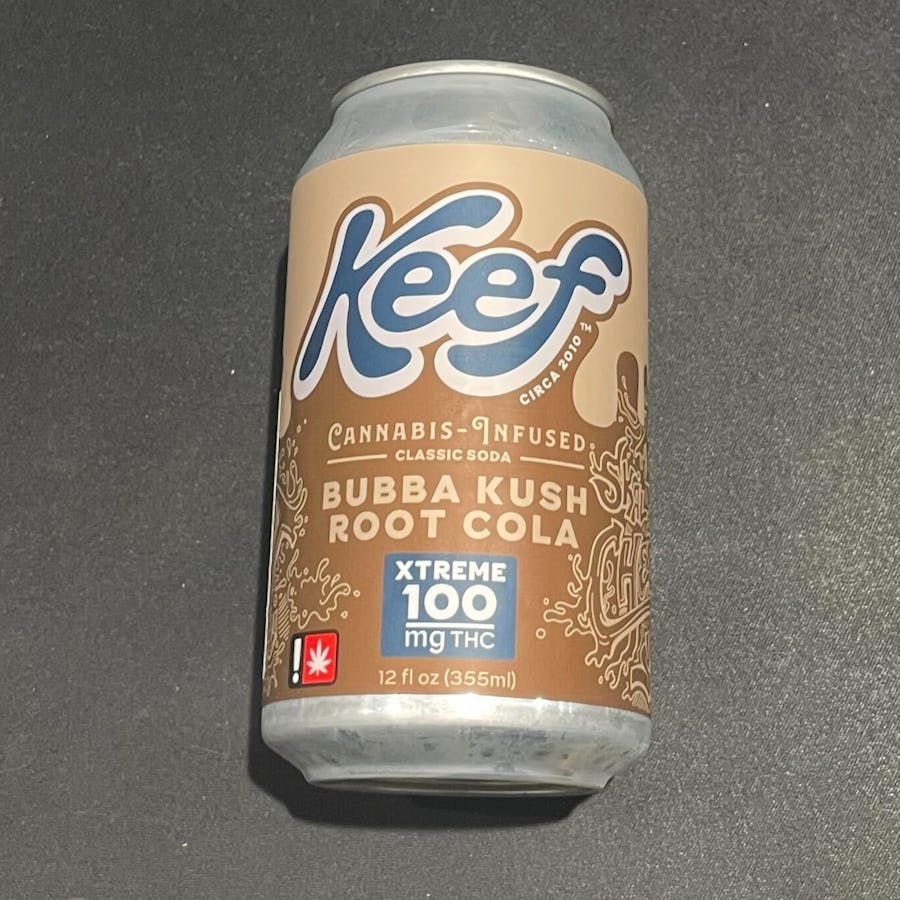 Keef
CIRCA 2010 ™
CANNABIS-INFUSED
CLASSIC SODA
BUBBA KUSH
ROOT COLA
XTREME
100
mg THC
!
12 fl oz (355ml)